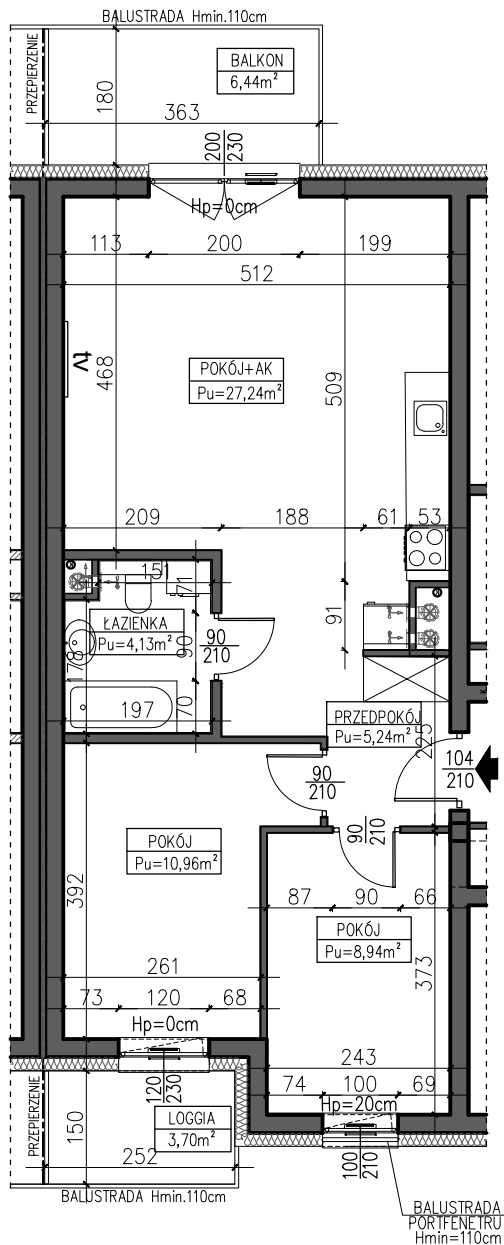 BALUSTRADA Hmin.110cm
PRZEPIERZENIE
BALKON
6,44m²
180
363
200
230
Hp=0cm
113
200
199
512
tv
468
POKÓJ+AK
Pu=27,24m²
509
209
188
61
53
151
71
ŁAZIENKA
Pu=4,13m²
90
178
90
210
91
197
70
PRZEDPOKÓJ
Pu=5,24m²
225
104
210
90
210
90
210
POKÓJ
Pu=10,96m²
392
87
90
66
POKÓJ
Pu=8,94m²
373
261
73
120
68
Hp=0cm
243
74
100
69
Hp=20cm
120
230
PRZEPIERZENIE
150
LOGGIA
3,70m²
252
100
210
BALUSTRADA Hmin.110cm
BALUSTRADA
PORTFENETRU
Hmin=110cm